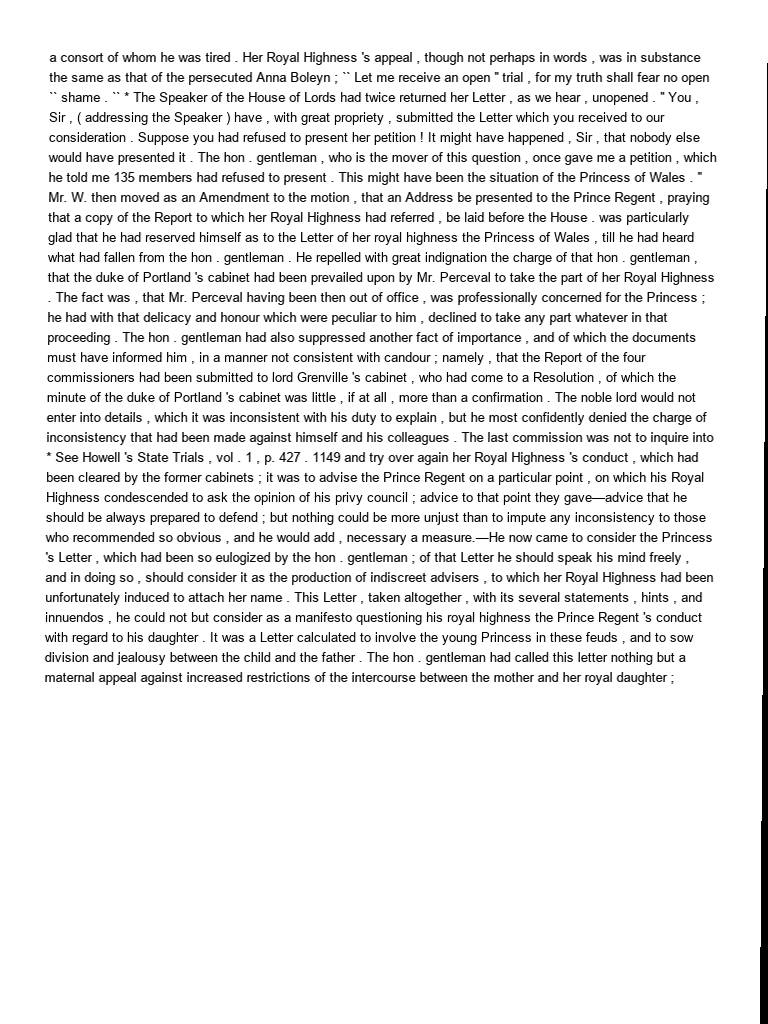 a consort of whom he was tired . Her Royal Highness 's appeal , though not perhaps in words , was in substance
the same as that of the persecuted Anna Boleyn ; `` Let me receive an open " trial , for my truth shall fear no open
`` shame . `` * The Speaker of the House of Lords had twice returned her Letter , as we hear , unopened . " You ,
Sir , ( addressing the Speaker ) have , with great propriety , submitted the Letter which you received to our
consideration . Suppose you had refused to present her petition ! It might have happened , Sir , that nobody else
would have presented it . The hon . gentleman , who is the mover of this question , once gave me a petition , which
he told me 135 members had refused to present . This might have been the situation of the Princess of Wales . "
Mr. W. then moved as an Amendment to the motion , that an Address be presented to the Prince Regent , praying
that a copy of the Report to which her Royal Highness had referred , be laid before the House . was particularly
glad that he had reserved himself as to the Letter of her royal highness the Princess of Wales , till he had heard
what had fallen from the hon . gentleman . He repelled with great indignation the charge of that hon . gentleman ,
that the duke of Portland 's cabinet had been prevailed upon by Mr. Perceval to take the part of her Royal Highness
. The fact was , that Mr. Perceval having been then out of office , was professionally concerned for the Princess ;
he had with that delicacy and honour which were peculiar to him , declined to take any part whatever in that
proceeding . The hon . gentleman had also suppressed another fact of importance , and of which the documents
must have informed him , in a manner not consistent with candour ; namely , that the Report of the four
commissioners had been submitted to lord Grenville 's cabinet , who had come to a Resolution , of which the
minute of the duke of Portland 's cabinet was little , if at all , more than a confirmation . The noble lord would not
enter into details , which it was inconsistent with his duty to explain , but he most confidently denied the charge of
inconsistency that had been made against himself and his colleagues . The last commission was not to inquire into
* See Howell 's State Trials , vol . 1 , p. 427 . 1149 and try over again her Royal Highness 's conduct , which had
been cleared by the former cabinets ; it was to advise the Prince Regent on a particular point , on which his Royal
Highness condescended to ask the opinion of his privy council ; advice to that point they gave—advice that he
should be always prepared to defend ; but nothing could be more unjust than to impute any inconsistency to those
who recommended so obvious , and he would add , necessary a measure.—He now came to consider the Princess
's Letter , which had been so eulogized by the hon . gentleman ; of that Letter he should speak his mind freely ,
and in doing so , should consider it as the production of indiscreet advisers , to which her Royal Highness had been
unfortunately induced to attach her name . This Letter , taken altogether , with its several statements , hints , and
innuendos , he could not but consider as a manifesto questioning his royal highness the Prince Regent 's conduct
with regard to his daughter . It was a Letter calculated to involve the young Princess in these feuds , and to sow
division and jealousy between the child and the father . The hon . gentleman had called this letter nothing but a
maternal appeal against increased restrictions of the intercourse between the mother and her royal daughter ;